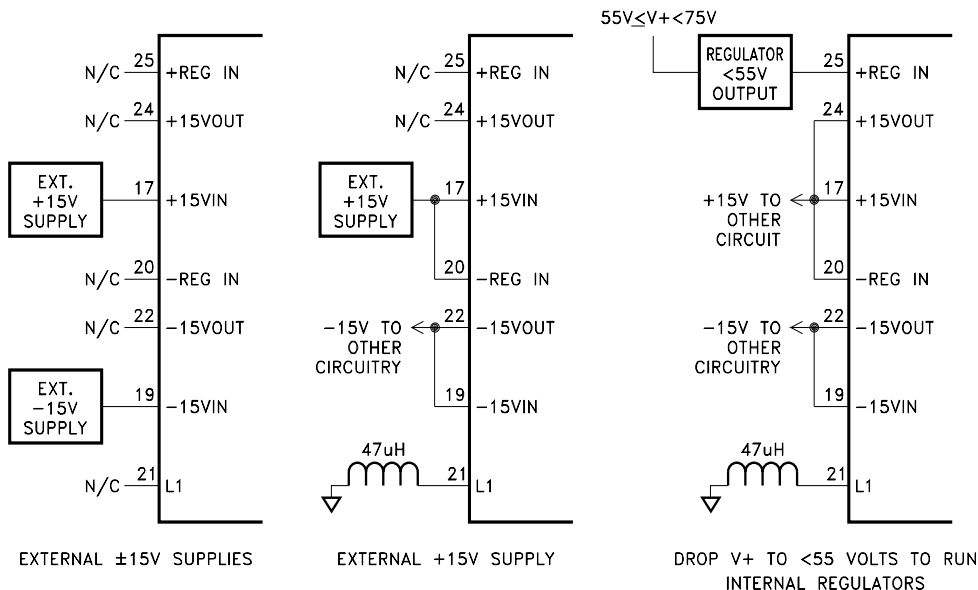 N/C
25
+REG IN
N/C
24
+15VOUT
EXT.
+15V
SUPPLY
17
+15VIN
N/C
20
-REG IN
N/C
22
-15VOUT
EXT.
-15V
SUPPLY
19
-15VIN
N/C
21
L1
EXTERNAL ±15V SUPPLIES
N/C
25
+REG IN
N/C
24
+15VOUT
EXT.
+15V
SUPPLY
17
+15VIN
20
-REG IN
-15V TO
OTHER
CIRCUITRY
22
-15VOUT
19
-15VIN
47uH
21
L1
EXTERNAL +15V SUPPLY
55V≤V+<75V
REGULATOR
<55V
OUTPUT
25
+REG IN
24
+15VOUT
+15V TO
OTHER
CIRCUIT
17
+15VIN
20
-REG IN
-15V TO
OTHER
CIRCUITRY
22
-15VOUT
19
-15VIN
47uH
21
L1
DROP V+ TO <55 VOLTS TO RUN
INTERNAL REGULATORS